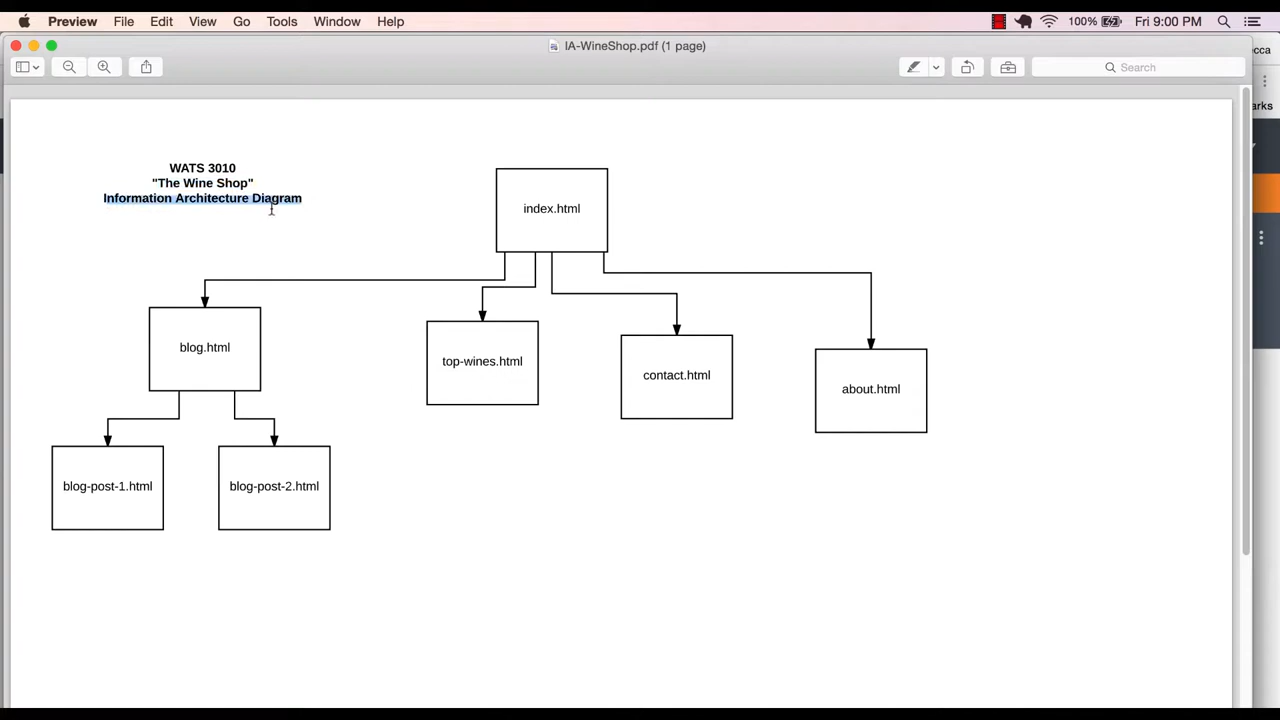 Preview File Edit View Go Tools Window Help 100% Fri 9:00 PM
IA-WineShop.pdf (1 page)
cca
Search
arks
WATS 3010
"The Wine Shop"
Information Architecture Diagram
index.html
blog.html
top-wines.html
contact.html
about.html
blog-post-1.html
blog-post-2.html